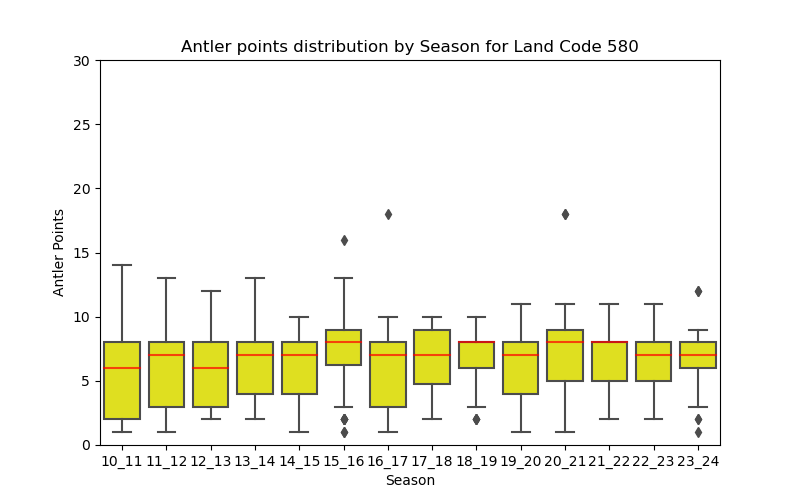 Antler points distribution by Season for Land Code 580
30
25
20
15
10
5
0
Antler Points
10_11 11_12 12_13 13_14 14_15 15_16 16_17 17_18 18_19 19_20 20_21 21_22 22_23 23_24
Season